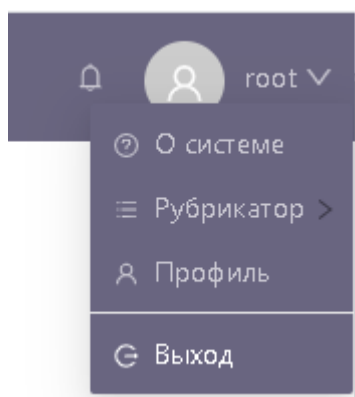 root
О системе
Рубрикатор
Профиль
Выход